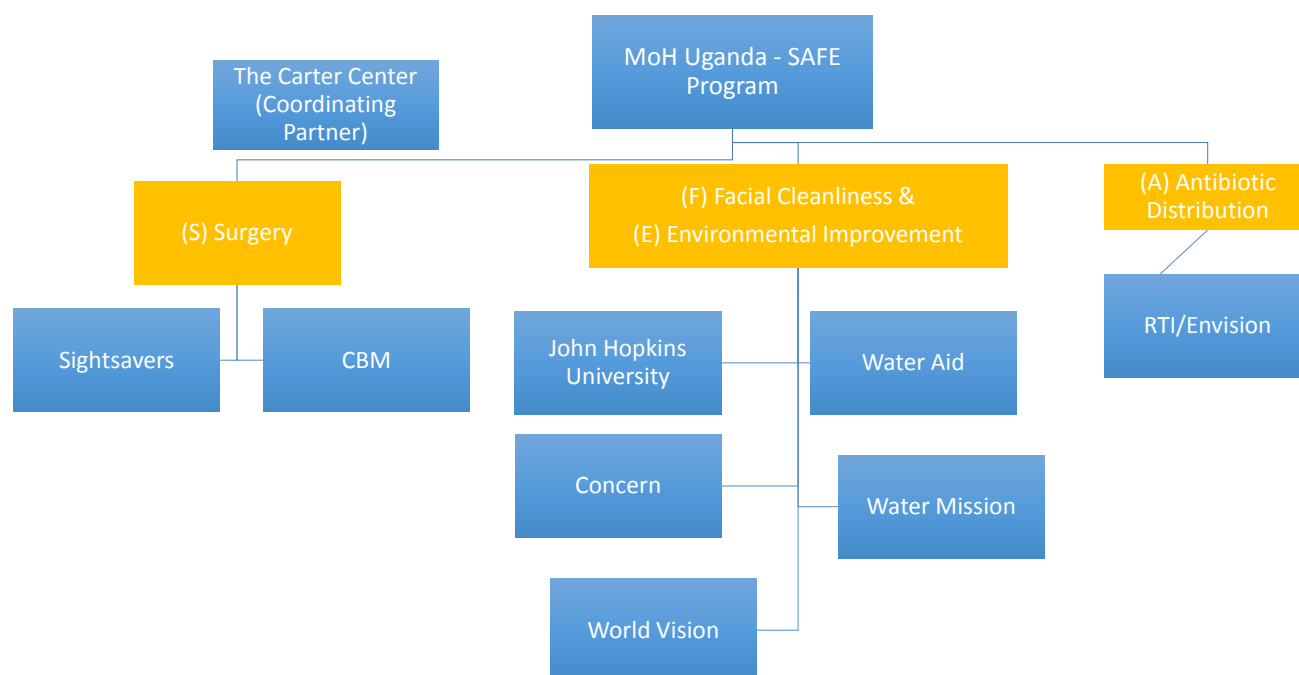 MoH Uganda - SAFE
Program
The Carter Center
(Coordinating
Partner)
(S) Surgery
(F) Facial Cleanliness &
(E) Environmental Improvement
(A) Antibiotic
Distribution
Sightsavers
CBM
John Hopkins
University
Water Aid
RTI/Envision
Concern
Water Mission
World Vision